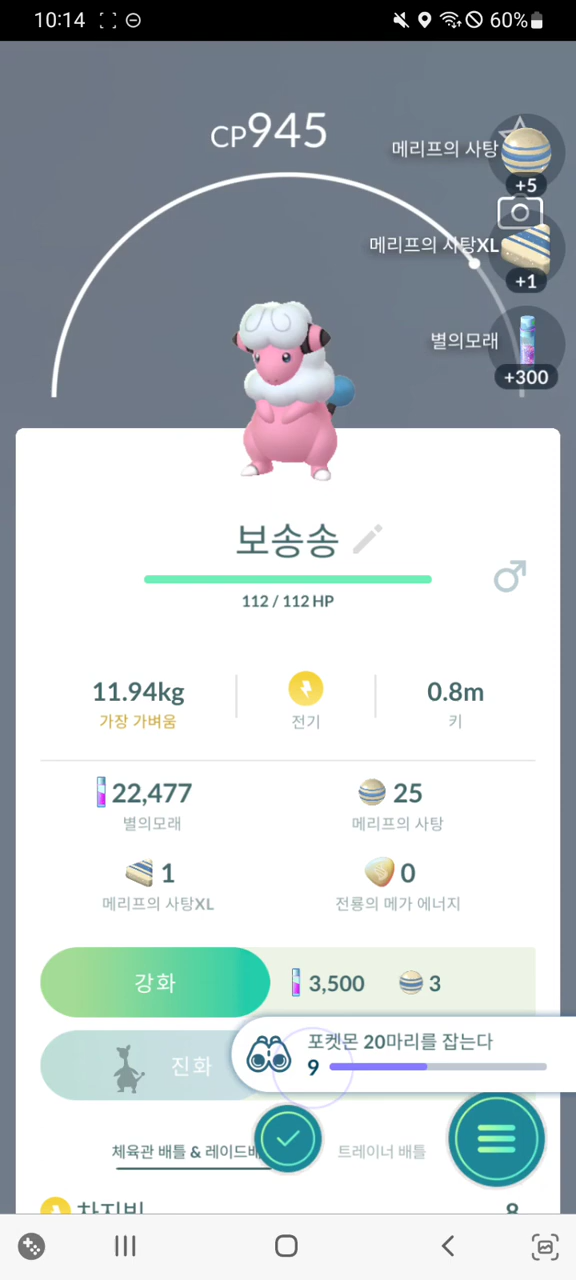 10:14
60%
CP945
메리프의 사탕
+5
메리프의 사탕XL
+1
별의모래
+300
보송송
112 / 112 HP
11.94kg
가장 가벼움
전기
0.8m
키
22,477
별의모래
25
메리프의 사탕
1
메리프의 사탕XL
0
전룡의 메가 에너지
강화
3,500
3
진화
포켓몬 20마리를 잡는다
9
체육관 배틀 & 레이드배
트레이너 배틀
차지빔
8